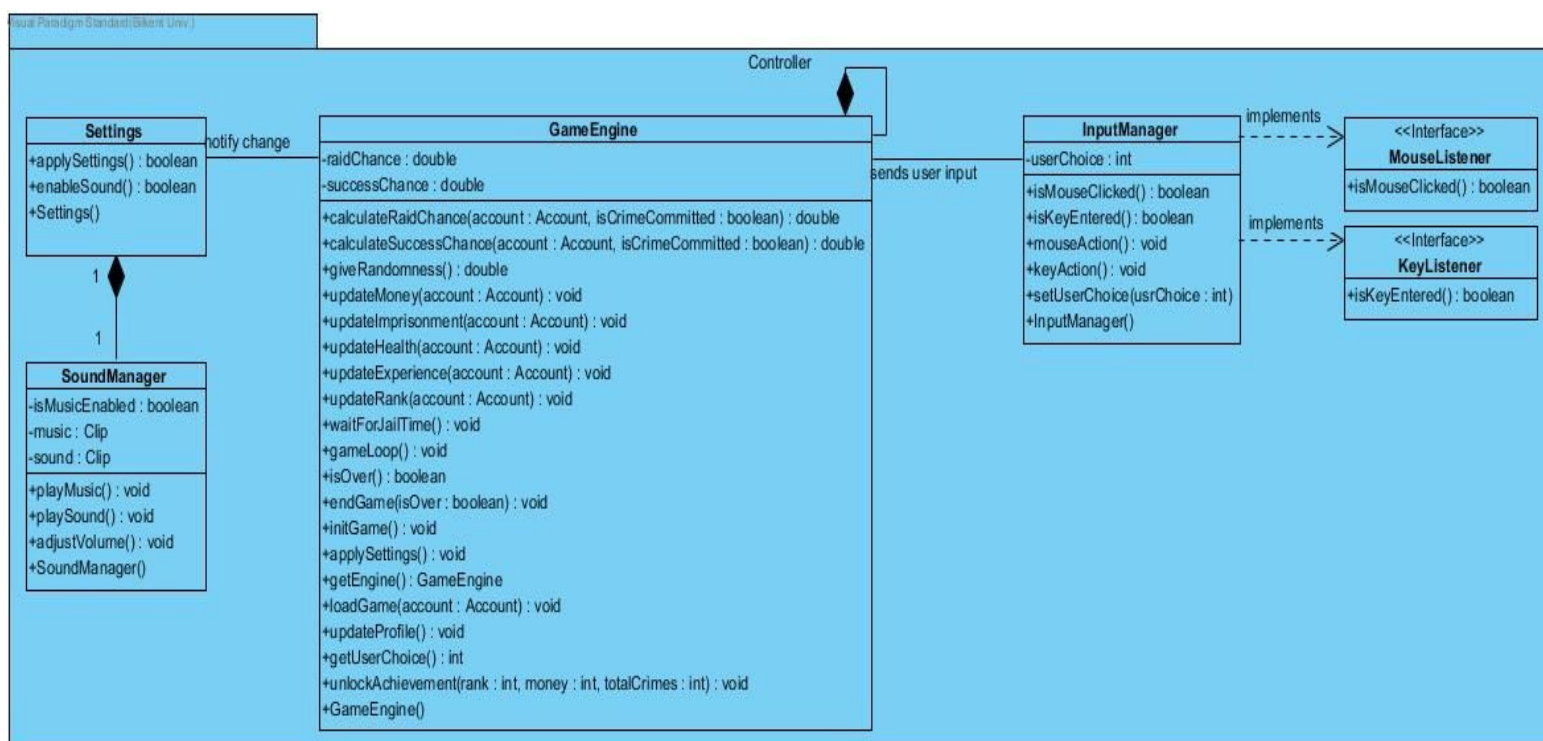 Visual Paradigm Standard(Bilkent Univ.)
Controller
Settings
+applySettings() : boolean
+enableSound() : boolean
+Settings()
notify change
1
1
SoundManager
-isMusicEnabled : boolean
-music : Clip
-sound : Clip
+playMusic() : void
+playSound() : void
+adjustVolume() : void
+SoundManager()
GameEngine
-raidChance : double
-successChance : double
+calculateRaidChance(account : Account, isCrimeCommitted : boolean) : double
+calculateSuccessChance(account : Account, isCrimeCommitted : boolean) : double
+giveRandomness() : double
+updateMoney(account : Account) : void
+updateImprisonment(account : Account) : void
+updateHealth(account : Account) : void
+updateExperience(account : Account) : void
+updateRank(account : Account) : void
+waitForJailTime() : void
+gameLoop() : void
+isOver() : boolean
+endGame(isOver : boolean) : void
+initGame() : void
+applySettings() : void
+getEngine() : GameEngine
+loadGame(account : Account) : void
+updateProfile() : void
+getUserChoice() : int
+unlockAchievement(rank : int, money : int, totalCrimes : int) : void
+GameEngine()
sends user input
InputManager
-userChoice : int
+isMouseClicked() : boolean
+isKeyEntered() : boolean
+mouseAction() : void
+keyAction() : void
+setUserChoice(usrChoice : int)
+InputManager()
implements
<<Interface>>
MouseListener
+isMouseClicked() : boolean
implements
<<Interface>>
KeyListener
+isKeyEntered() : boolean